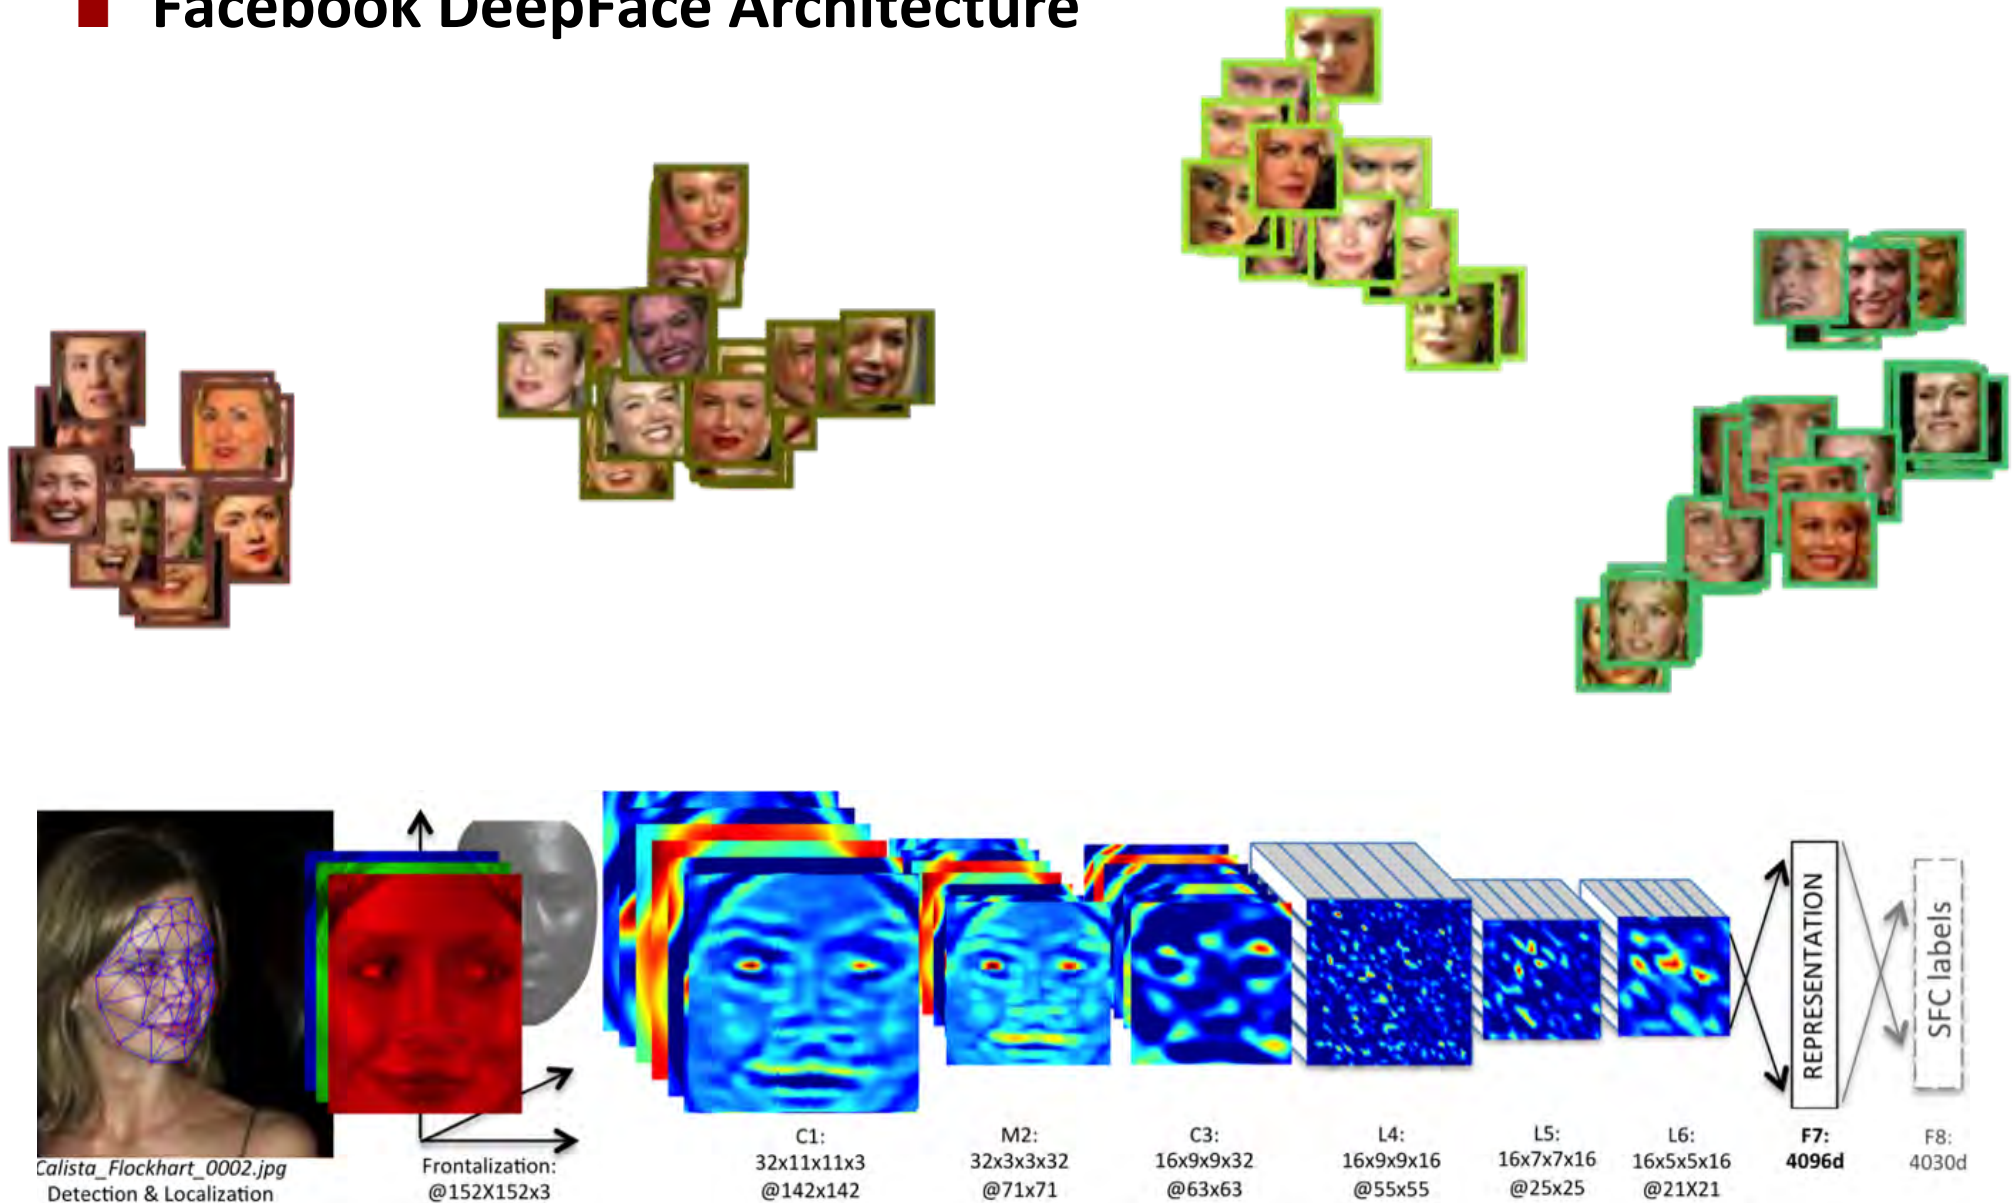 Facebook DeepFace Architecture
REPRESENTATION
SFC labels
Calista_Flockhart_0002.jpg
Detection & Localization
Frontalization:
@152X152x3
C1:
32x11x11x3
@142x142
M2:
32x3x3x32
@71x71
C3:
16x9x9x32
@63x63
L4:
16x9x9x16
@55x55
L5:
16x7x7x16
@25x25
L6:
16x5x5x16
@21X21
F7:
4096d
F8:
4030d